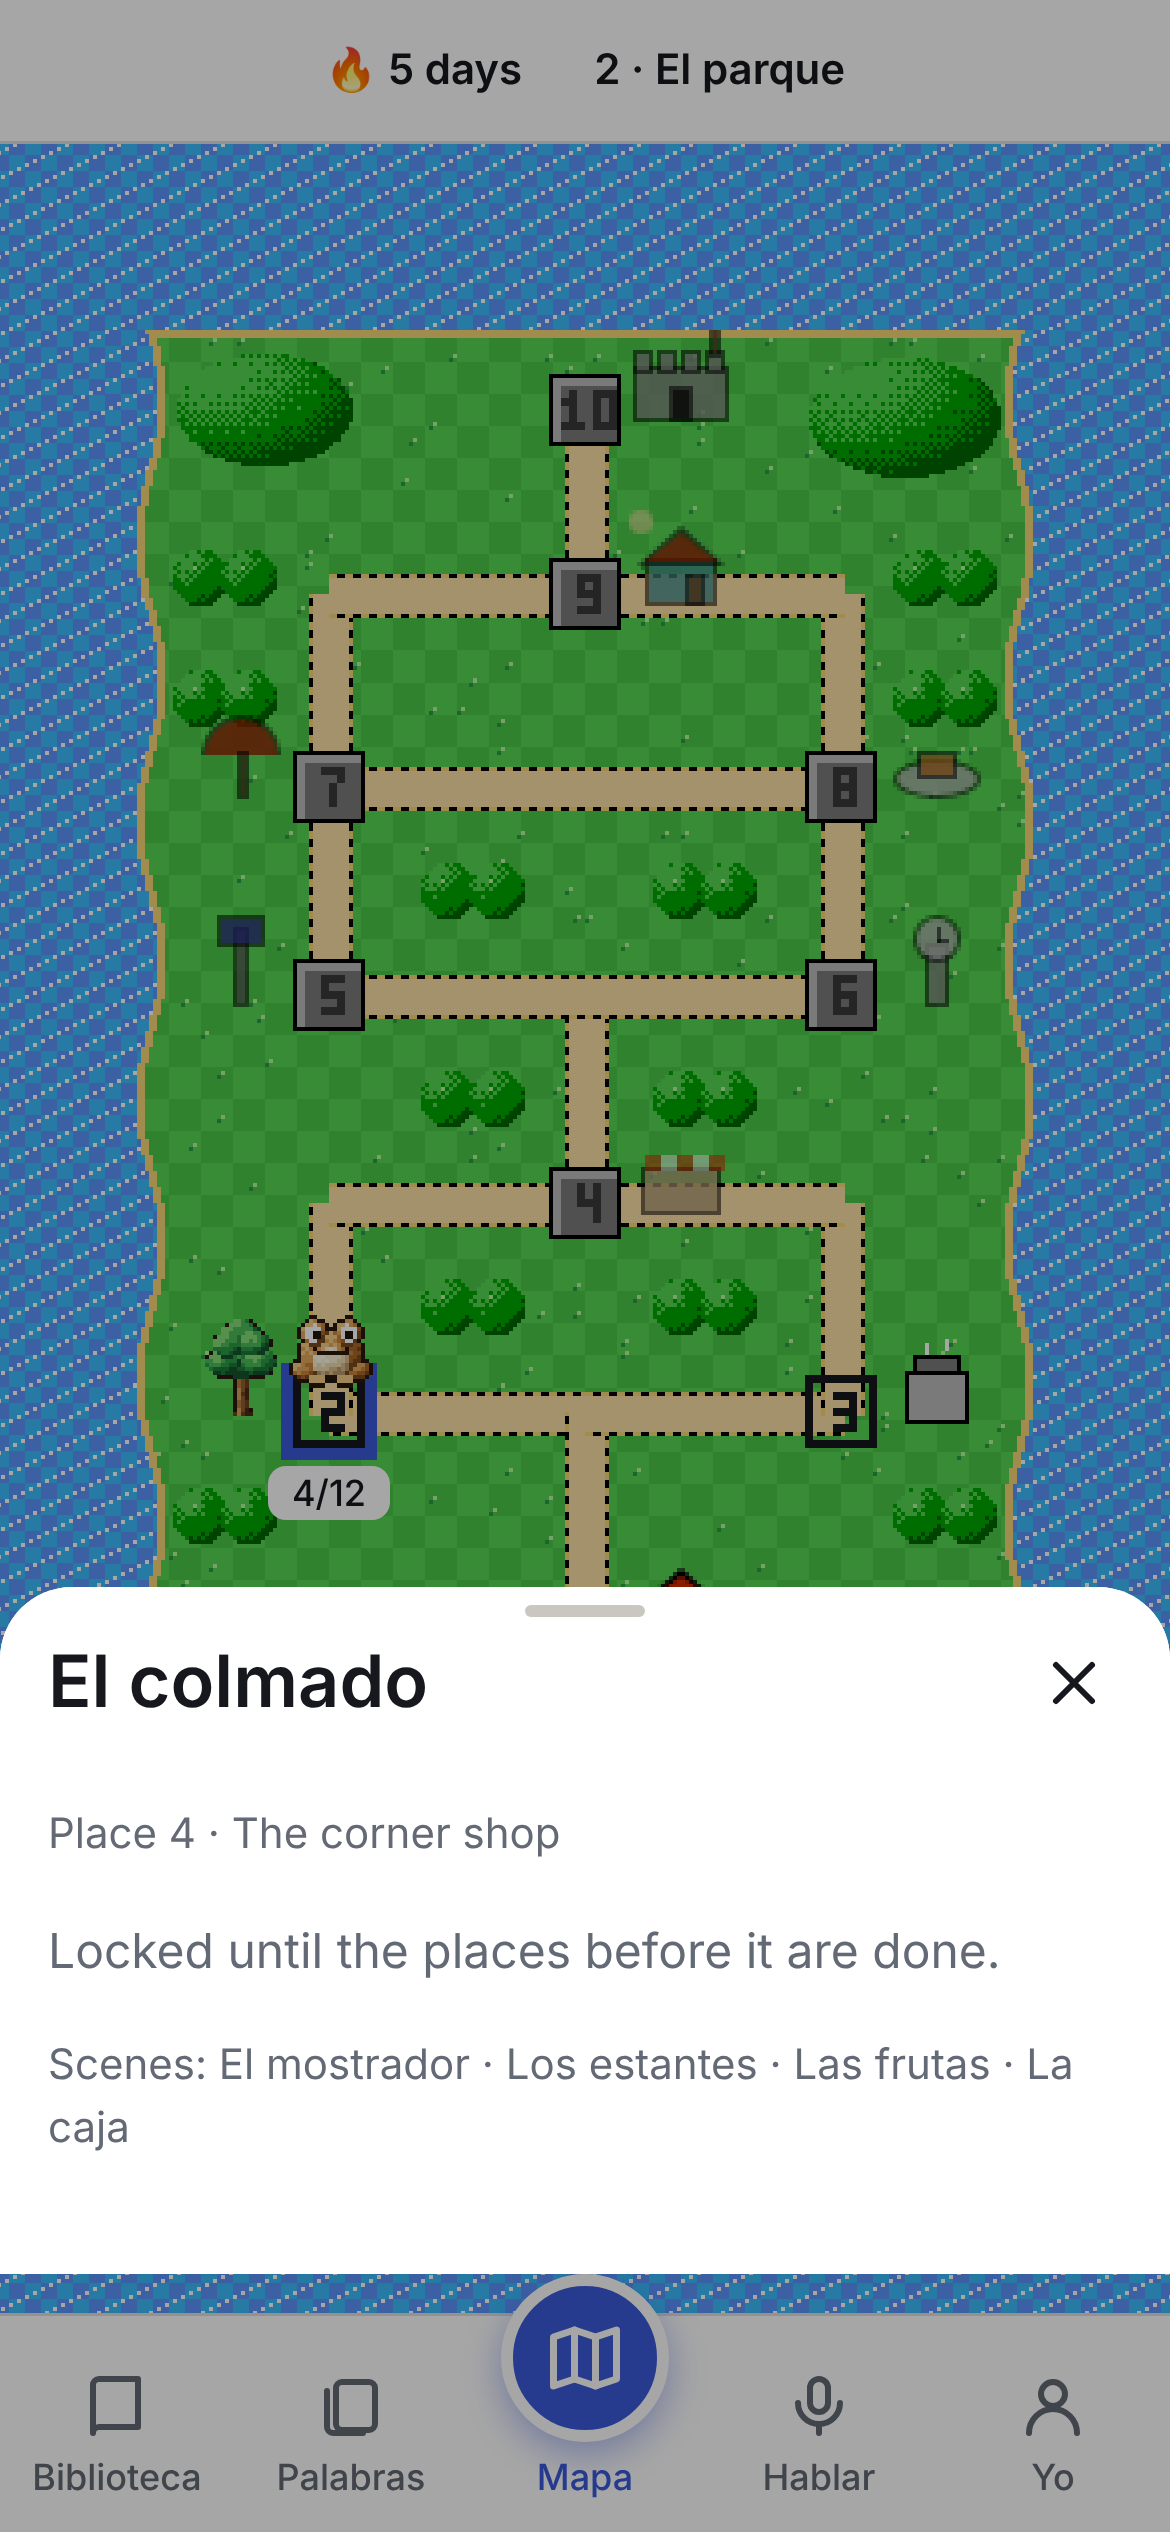 5 days 2 · El parque
10
9
7 8
5 6
4
2 3
4/12
El colmado
Place 4 · The corner shop
Locked until the places before it are done.
Scenes: El mostrador · Los estantes · Las frutas · La
caja
Biblioteca Palabras Mapa Hablar Yo